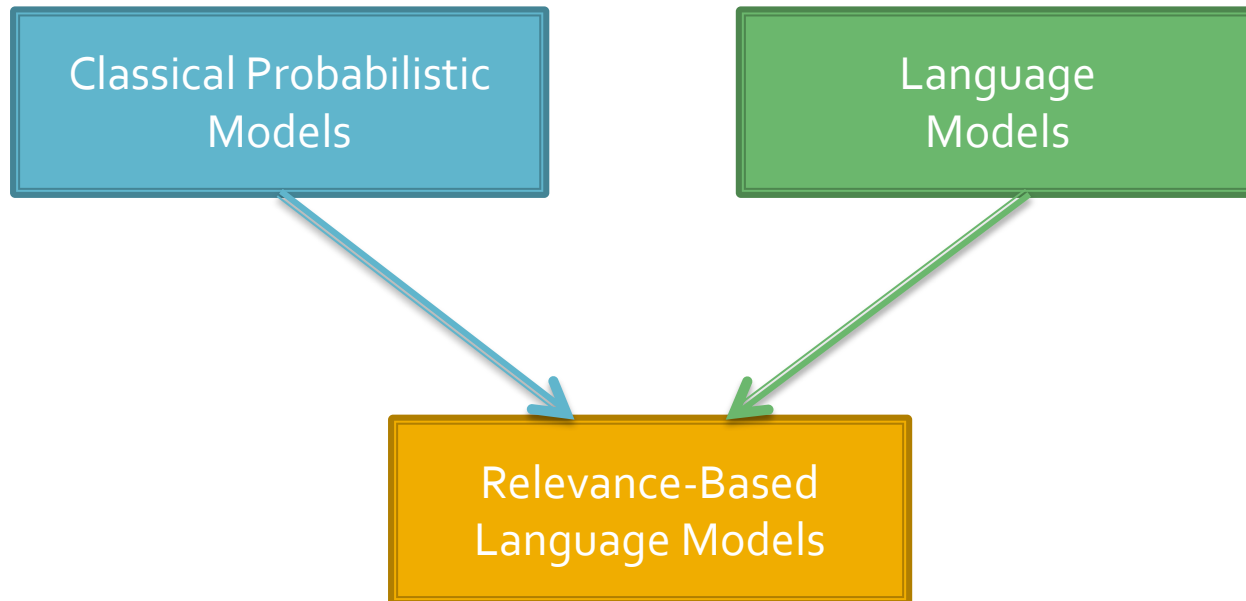 Classical Probabilistic
Models
Language
Models
Relevance-Based
Language Models